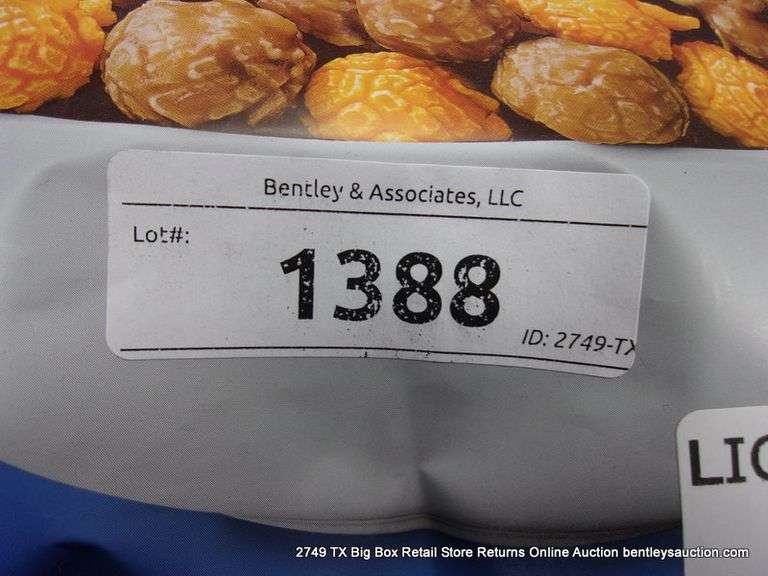 Bentley & Associates, LLC
Lot#:
1388
ID: 2749-TX
LIQ
2749 TX Big Box Retail Store Returns Online Auction bentleysauction.com